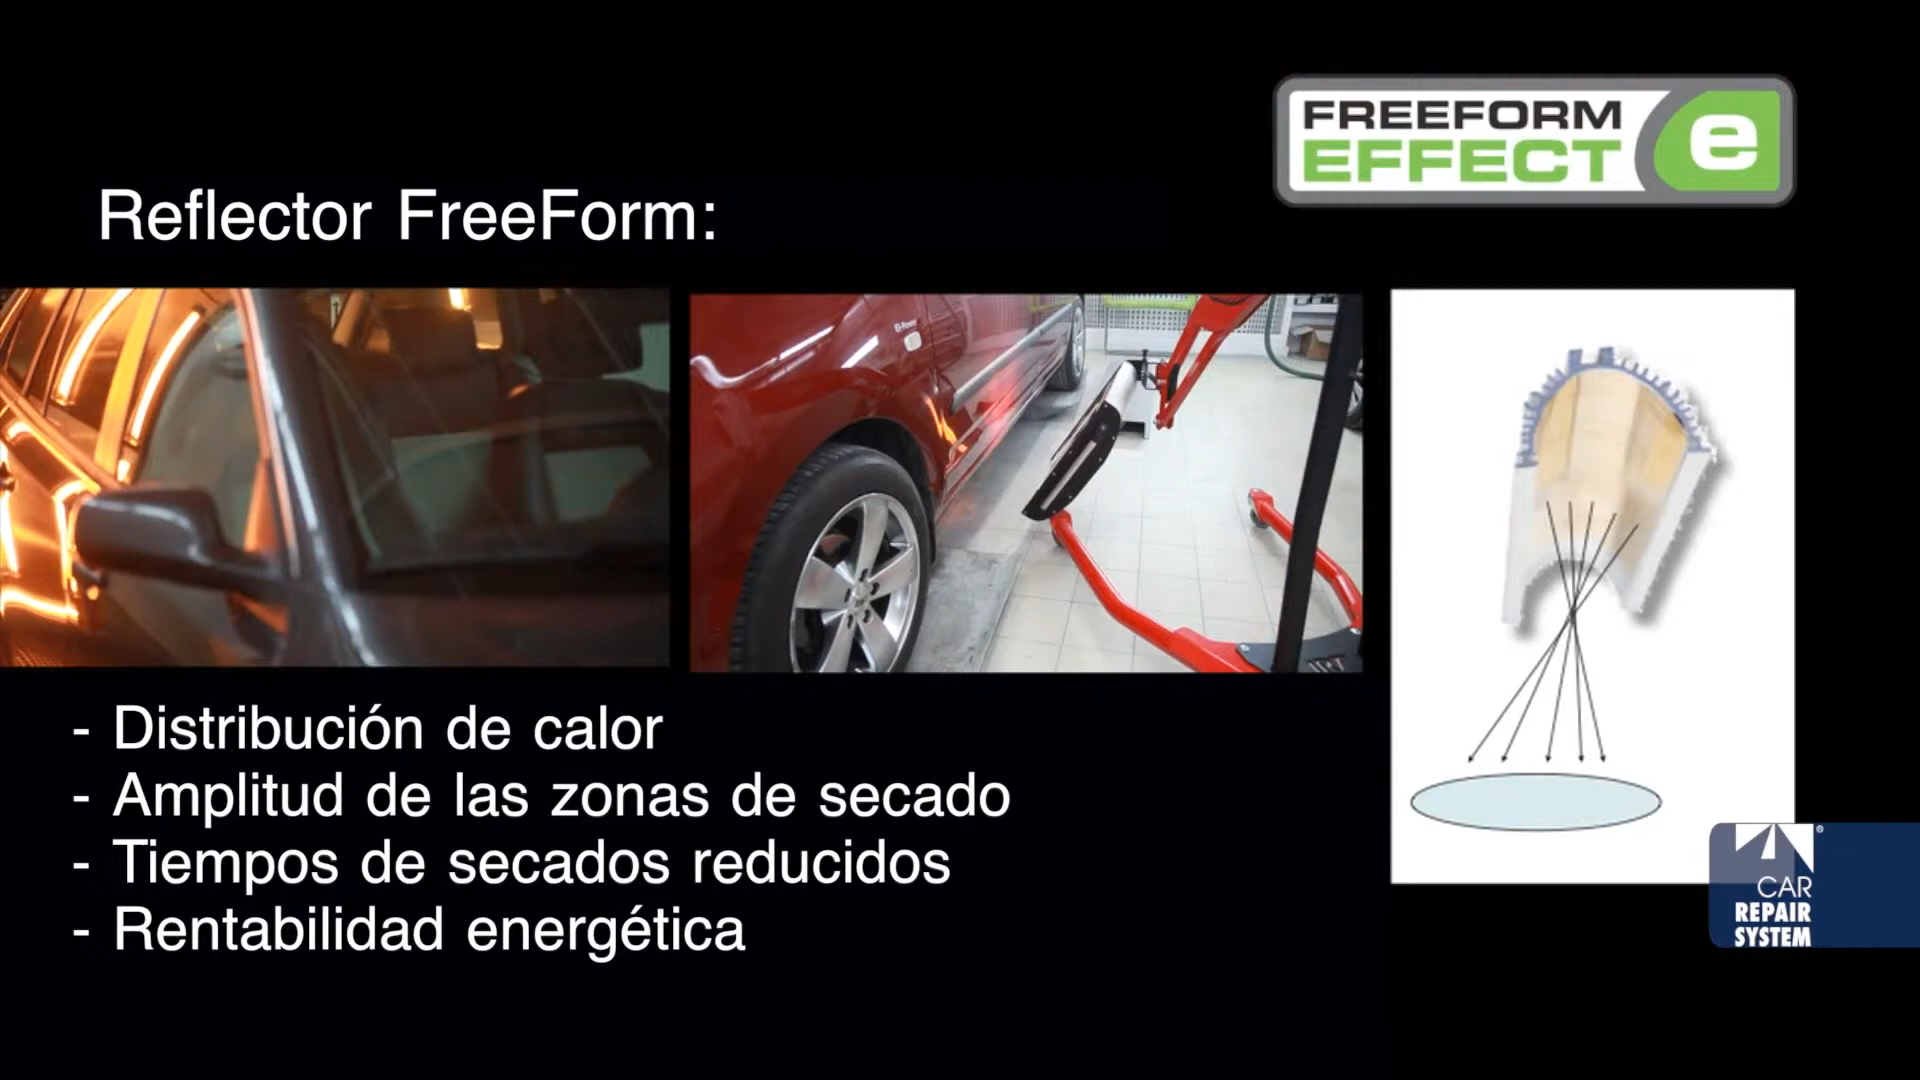 FREEFORM
EFFECT
e
Reflector FreeForm:
- Distribución de calor
- Amplitud de las zonas de secado
- Tiempos de secados reducidos
- Rentabilidad energética
CAR
REPAIR
SYSTEM